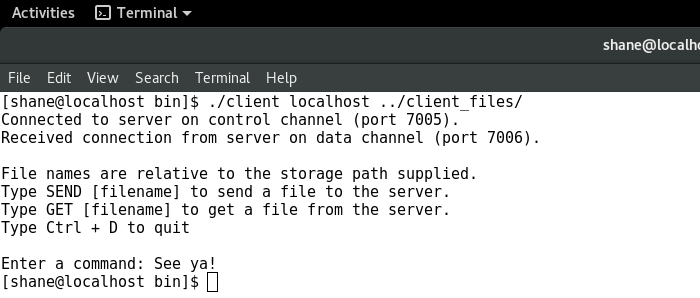 Activities Terminal
shane@localh
File Edit View Search Terminal Help
[shane@localhost bin]$ ./client localhost ../client_files/
Connected to server on control channel (port 7005).
Received connection from server on data channel (port 7006).
File names are relative to the storage path supplied.
Type SEND [filename] to send a file to the server.
Type GET [filename] to get a file from the server.
Type Ctrl + D to quit
Enter a command: See ya!
[shane@localhost bin]$